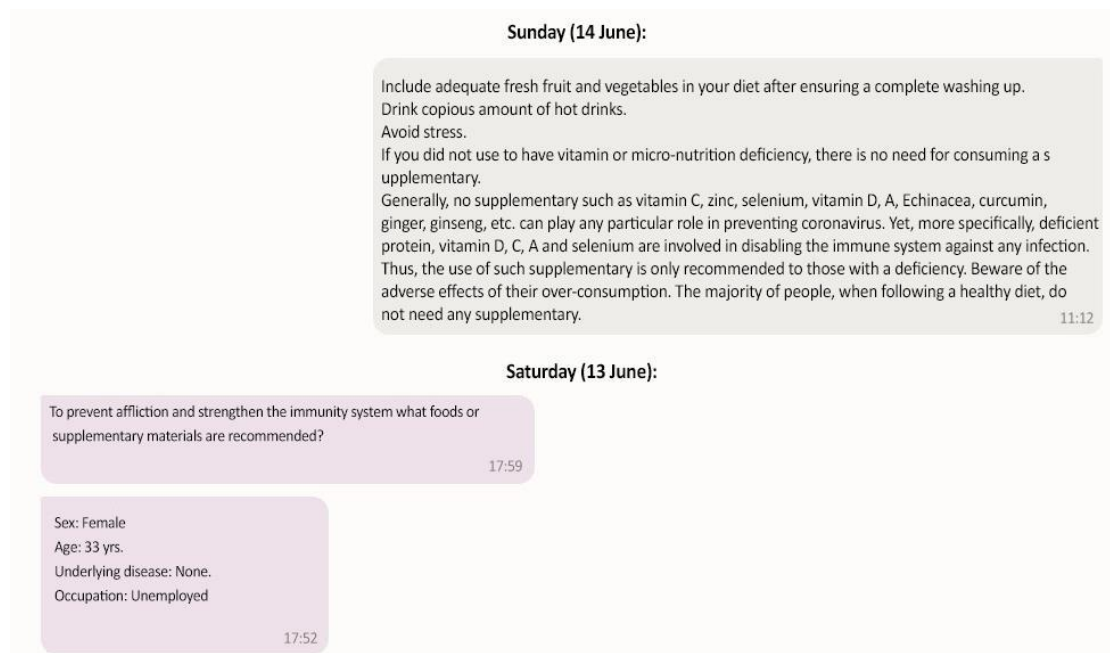 Sunday (14 June):
Include adequate fresh fruit and vegetables in your diet after ensuring a complete washing up.
Drink copious amount of hot drinks.
Avoid stress.
If you did not use to have vitamin or micro-nutrition deficiency, there is no need for consuming a s
upplementary.
Generally, no supplementary such as vitamin C, zinc, selenium, vitamin D, A, Echinacea, curcumin,
ginger, ginseng, etc. can play any particular role in preventing coronavirus. Yet, more specifically, deficient
protein, vitamin D, C, A and selenium are involved in disabling the immune system against any infection.
Thus, the use of such supplementary is only recommended to those with a deficiency. Beware of the
adverse effects of their over-consumption. The majority of people, when following a healthy diet, do
not need any supplementary.
11:12
Saturday (13 June):
To prevent affliction and strengthen the immunity system what foods or
supplementary materials are recommended?
17:59
Sex: Female
Age: 33 yrs.
Underlying disease: None.
Occupation: Unemployed
17:52